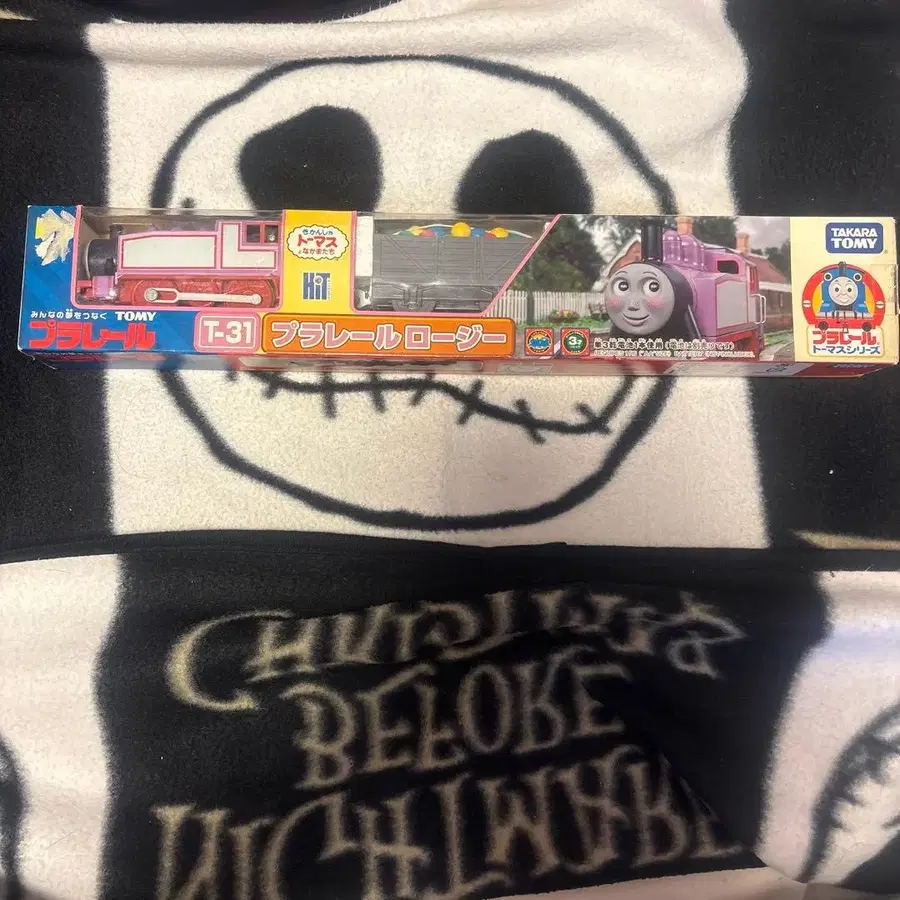 きかんしゃ
トーマス
なかまたち
HiT
みんなの夢をつなぐ TOMY
プラレール
T-31
プラレール ロージー
TAKARA
TOMY
プラレール
トーマスシリーズ
CHRISTMAS
BEFORE
NIGHTMARE